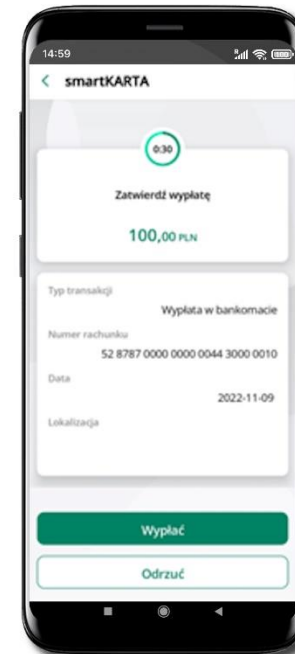 14:59
smartKARTA
0:30
Zatwierdź wypłatę
100,00 PLN
Typ transakcji
Wypłata w bankomacie
Numer rachunku
52 8787 0000 0000 0044 3000 0010
Data
2022-11-09
Lokalizacja
Wypłać
Odrzuć